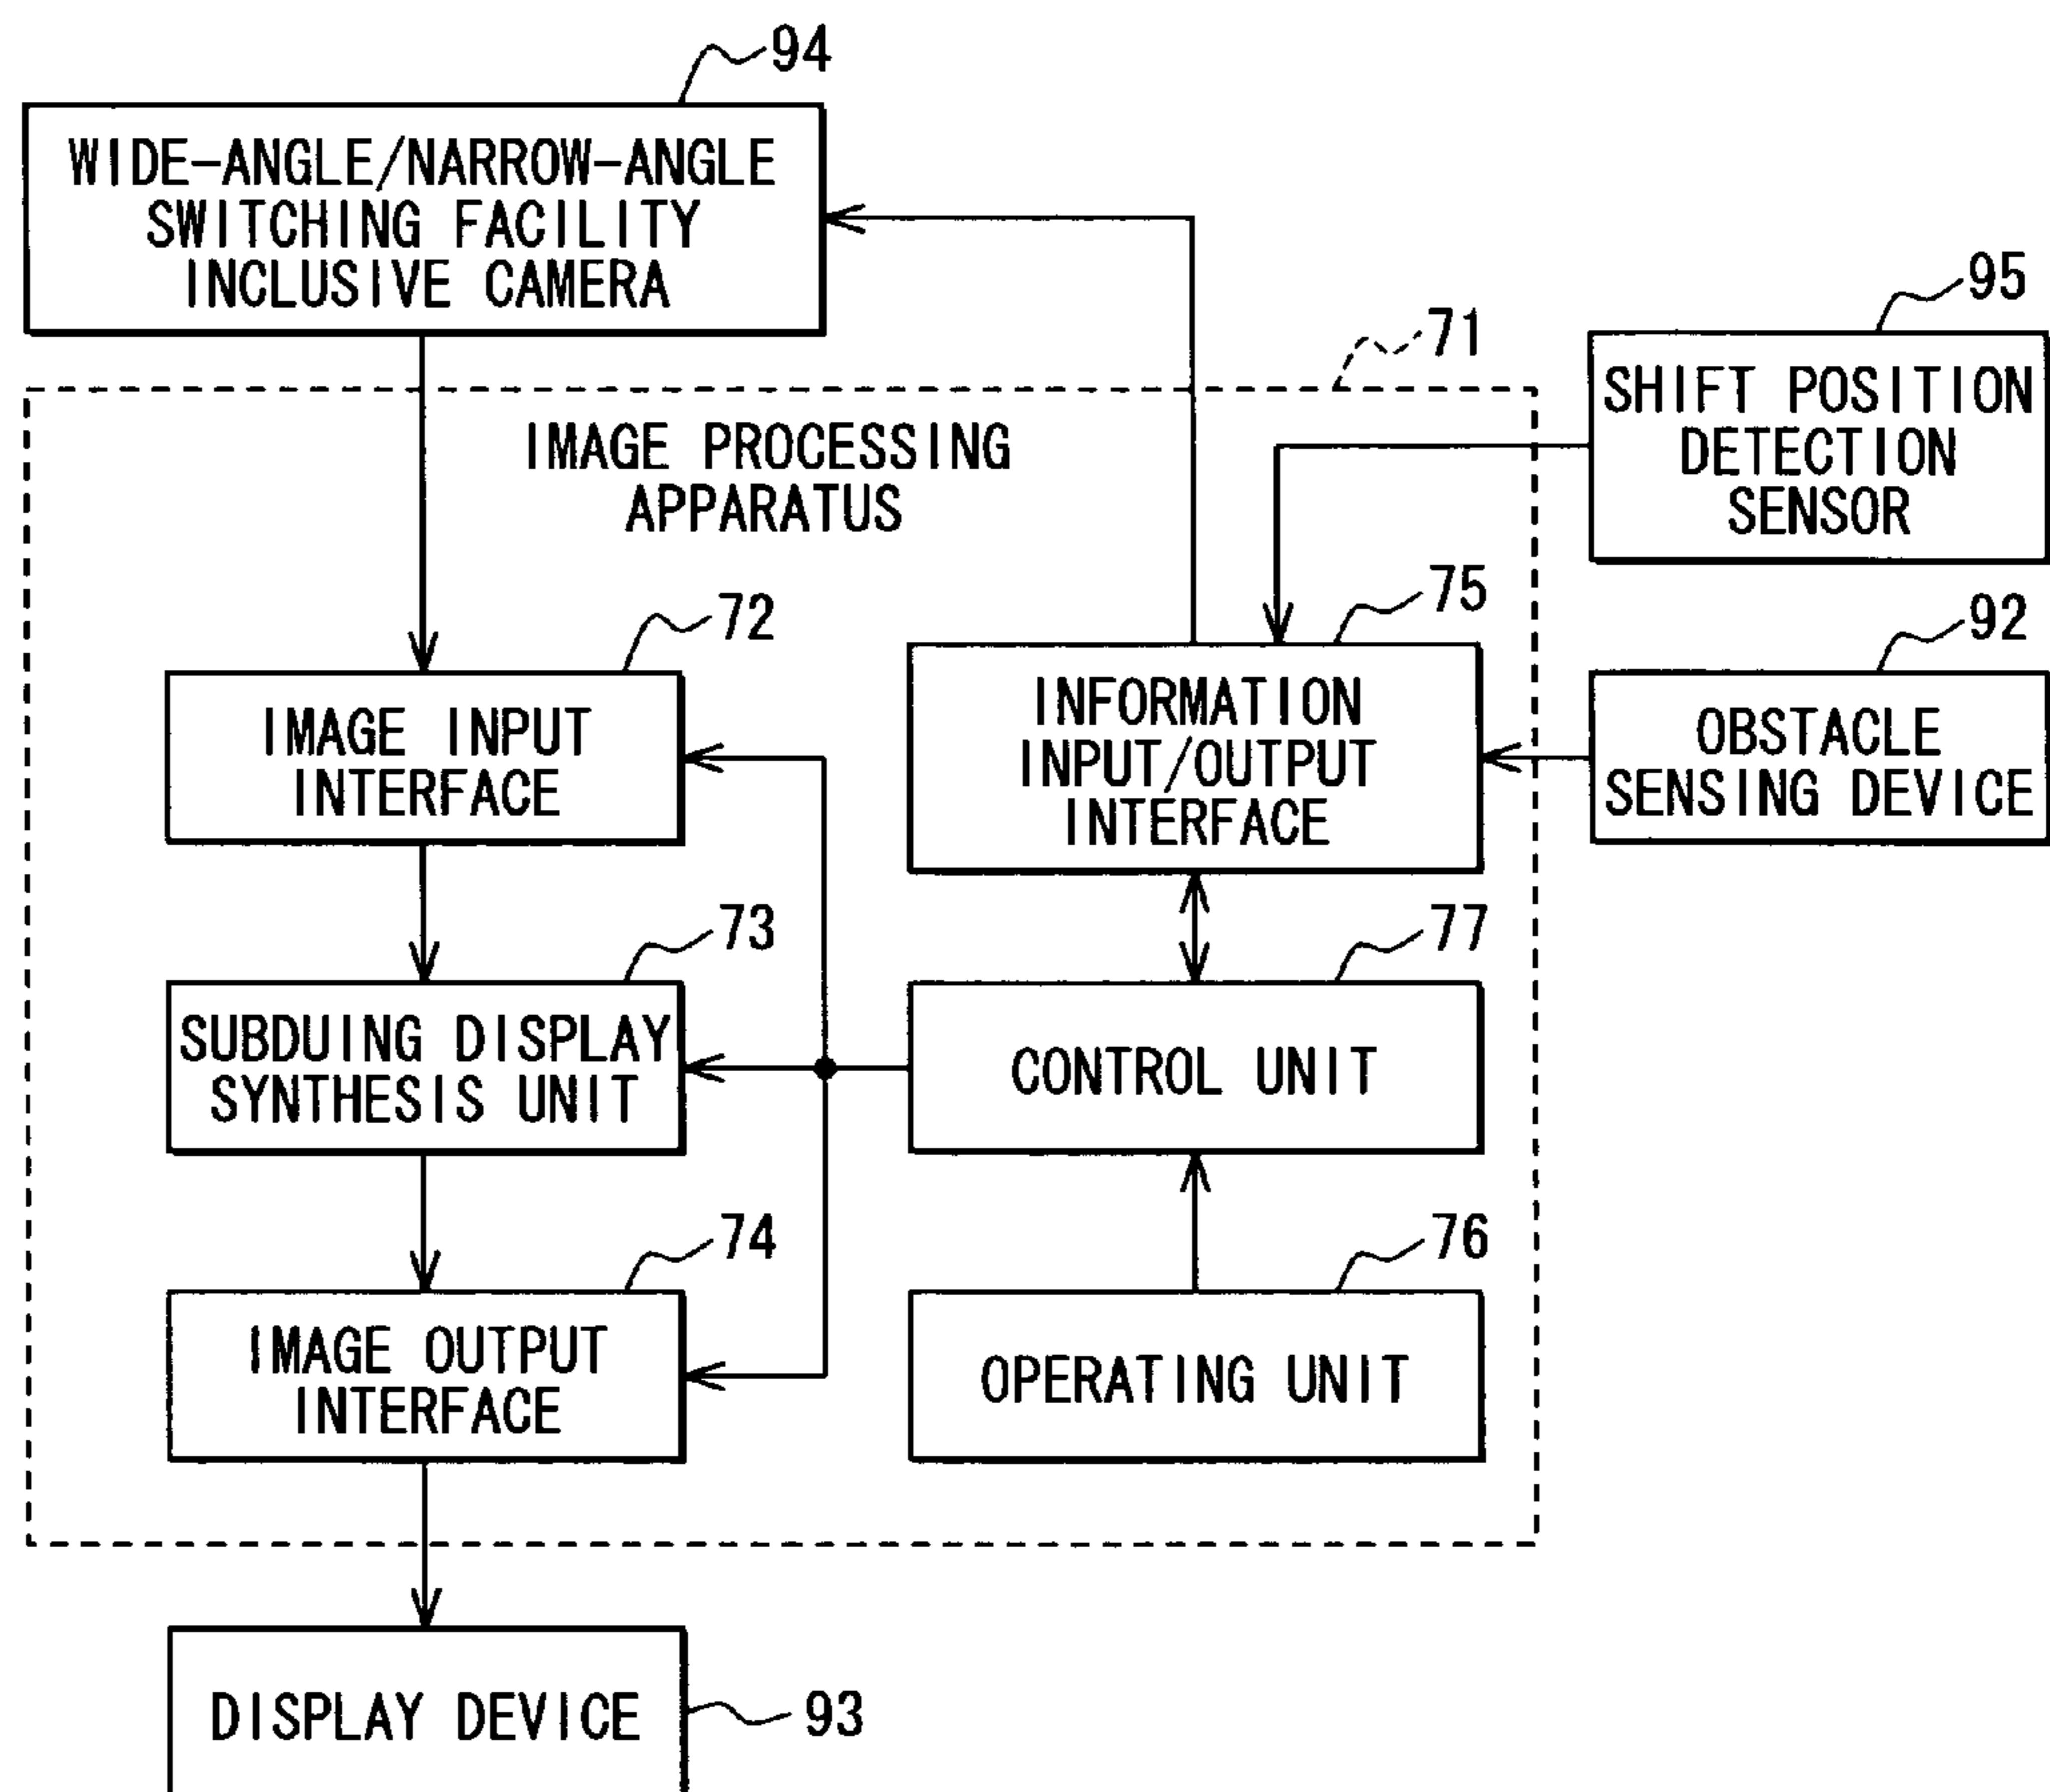 94
WIDE-ANGLE/NARROW-ANGLE
SWITCHING FACILITY
INCLUSIVE CAMERA
95
SHIFT POSITION
DETECTION
SENSOR
71
IMAGE PROCESSING
APPARATUS
72
IMAGE INPUT
INTERFACE
75
INFORMATION
INPUT/OUTPUT
INTERFACE
92
OBSTACLE
SENSING DEVICE
73
SUBDUING DISPLAY
SYNTHESIS UNIT
77
CONTROL UNIT
74
IMAGE OUTPUT
INTERFACE
76
OPERATING UNIT
DISPLAY DEVICE
93